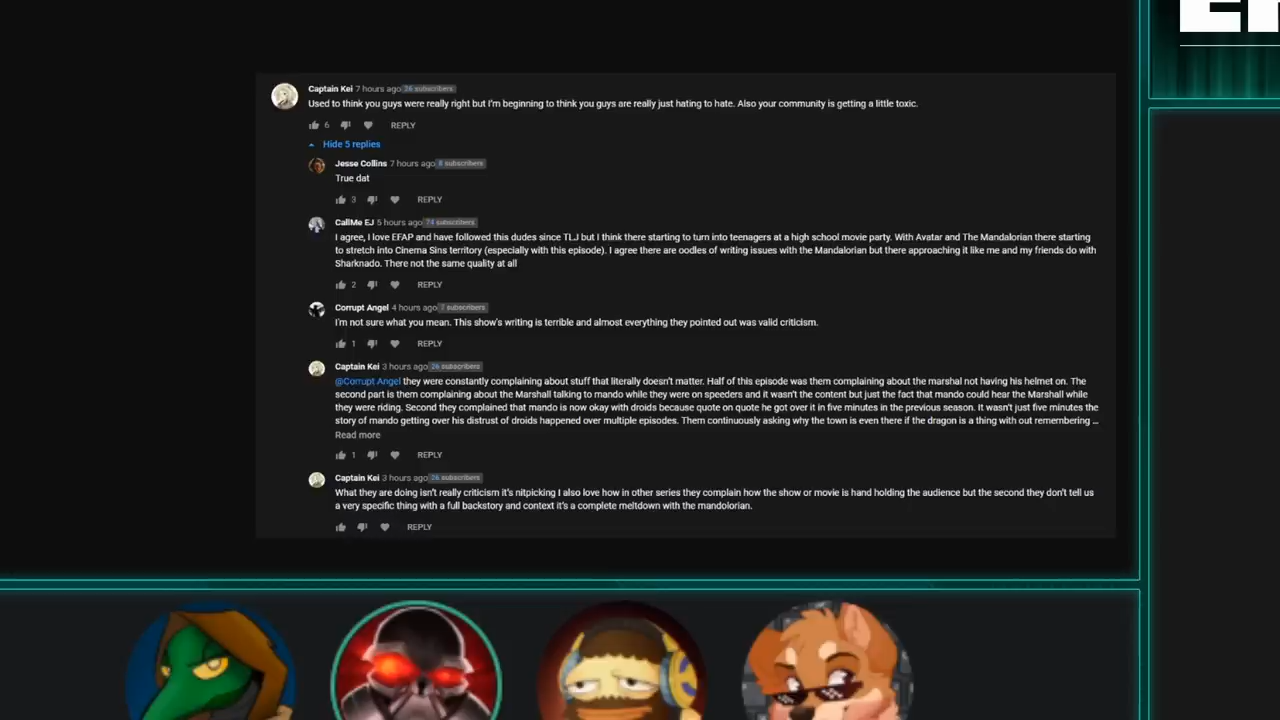 Captain Kei 7 hours ago 26 subscribers
Used to think you guys were really right but I'm beginning to think you guys are really just hating to hate. Also your community is getting a little toxic.
6 REPLY
Hide 5 replies
Jesse Collins 7 hours ago 8 subscribers
True dat
3 REPLY
CallMe EJ 5 hours ago 74 subscribers
I agree, I love EFAP and have followed this dudes since TLJ but I think there starting to turn into teenagers at a high school movie party. With Avatar and The Mandalorian there starting
to stretch into Cinema Sins territory (especially with this episode). I agree there are oodles of writing issues with the Mandalorian but there approaching it like me and my friends do with
Sharknado. There not the same quality at all
2 REPLY
Corrupt Angel 4 hours ago 7 subscribers
I'm not sure what you mean. This show's writing is terrible and almost everything they pointed out was valid criticism.
1 REPLY
Captain Kei 3 hours ago 26 subscribers
@Corrupt Angel they were constantly complaining about stuff that literally doesn't matter. Half of this episode was them complaining about the marshal not having his helmet on. The
second part is them complaining about the Marshall talking to mando while they were on speeders and it wasn't the content but just the fact that mando could hear the Marshall while
they were riding. Second they complained that mando is now okay with droids because quote on quote he got over it in five minutes in the previous season. It wasn't just five minutes the
story of mando getting over his distrust of droids happened over multiple episodes. Them continuously asking why the town is even there if the dragon is a thing with out remembering ...
Read more
1 REPLY
Captain Kei 3 hours ago 26 subscribers
What they are doing isn't really criticism it's nitpicking I also love how in other series they complain how the show or movie is hand holding the audience but the second they don't tell us
a very specific thing with a full backstory and context it's a complete meltdown with the mandolorian.
REPLY